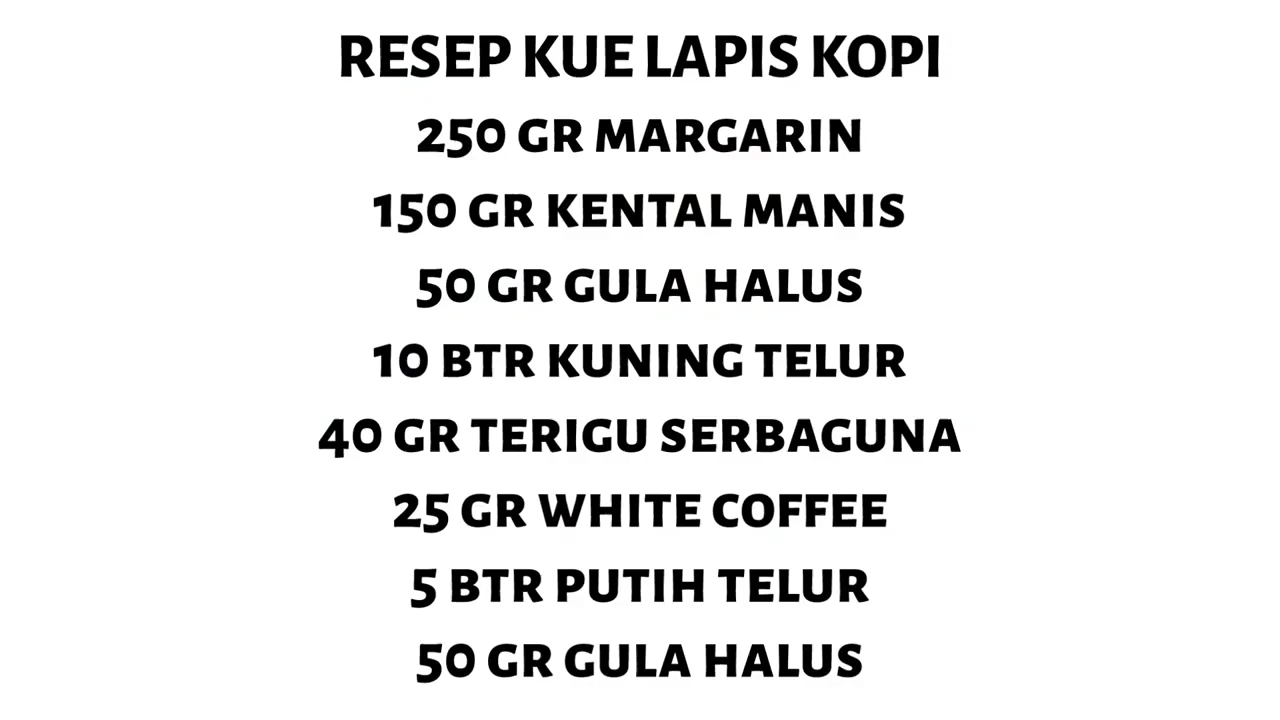 RESEP KUE LAPIS KOPI
250 GR MARGARIN
150 GR KENTAL MANIS
50 GR GULA HALUS
10 BTR KUNING TELUR
40 GR TERIGU SERBAGUNA
25 GR WHITE COFFEE
5 BTR PUTIH TELUR
50 GR GULA HALUS